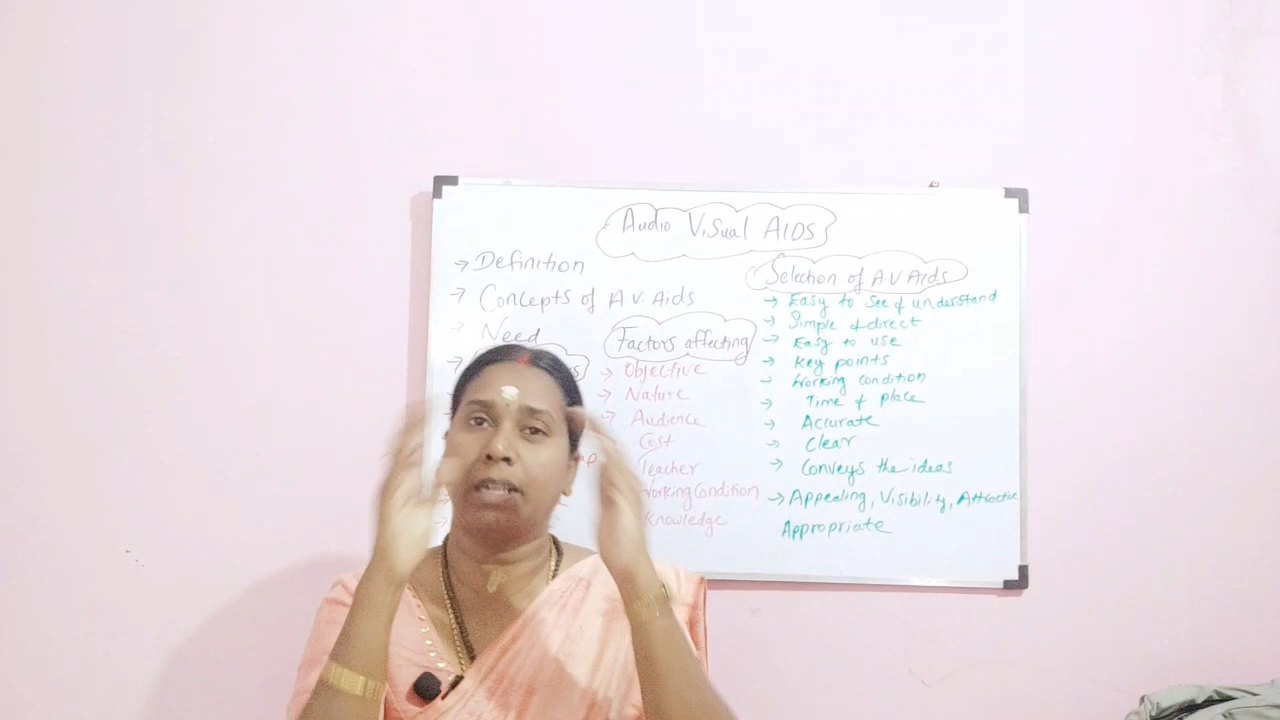 Audio Visual AIDS
→ Definition
→ Concepts of A V. Aids
→ Need
Factors affecting
→ Objective
→ Nature
→ Audience
Cost
Teacher
Working Condition
Knowledge
Selection of A V Aids
→ Easy to see & understand
→ Simple & direct
→ Easy to use
→ Key points
→ Working condition
→ Time & place
→ Accurate
→ Clear
→ Conveys the ideas
→ Appealing, Visibility, Attractive
Appropriate